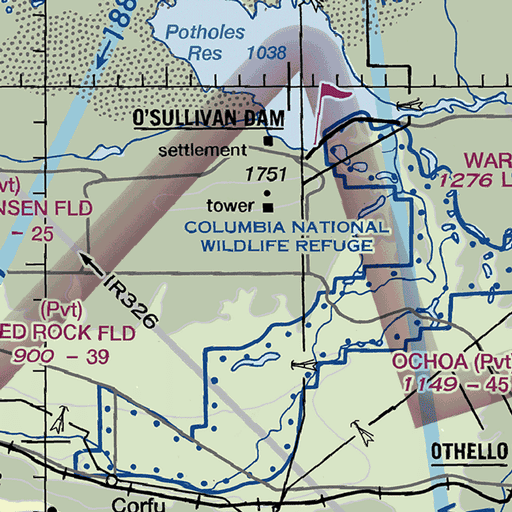 188
Potholes
Res 1038
O'SULLIVAN DAM
settlement
1751
tower
WAR
1276 L
vt)
NSEN FLD
- 25
COLUMBIA NATIONAL
WILDLIFE REFUGE
IR326
(Pvt)
ED ROCK FLD
900 - 39
OCHOA (Pvt)
1149 - 45
OTHELLO
Corfu